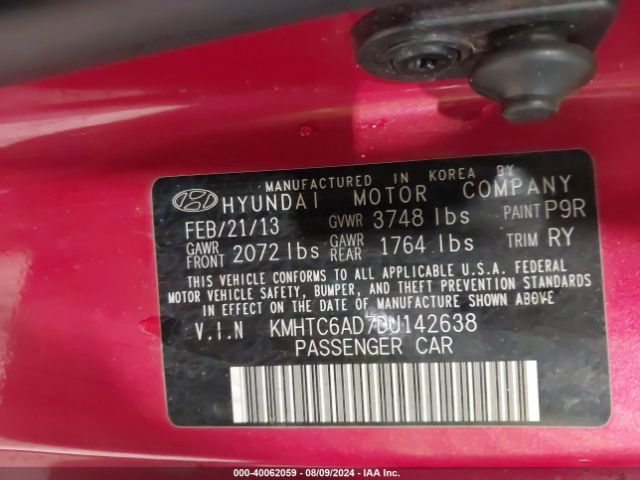 MANUFACTURED IN KOREA BY
HYUNDAI MOTOR COMPANY
FEB/21/13 GVWR 3748 lbs PAINT P9R
GAWR FRONT 2072 lbs GAWR REAR 1764 lbs TRIM RY
THIS VEHICLE CONFORMS TO ALL APPLICABLE U.S.A. FEDERAL
MOTOR VEHICLE SAFETY, BUMPER, AND THEFT PREVENTION STANDARDS
IN EFFECT ON THE DATE OF MANUFACTURE SHOWN ABOVE
V.I.N KMHTC6AD7DU142638
PASSENGER CAR
000-40062059 - 08/09/2024 - IAA Inc.